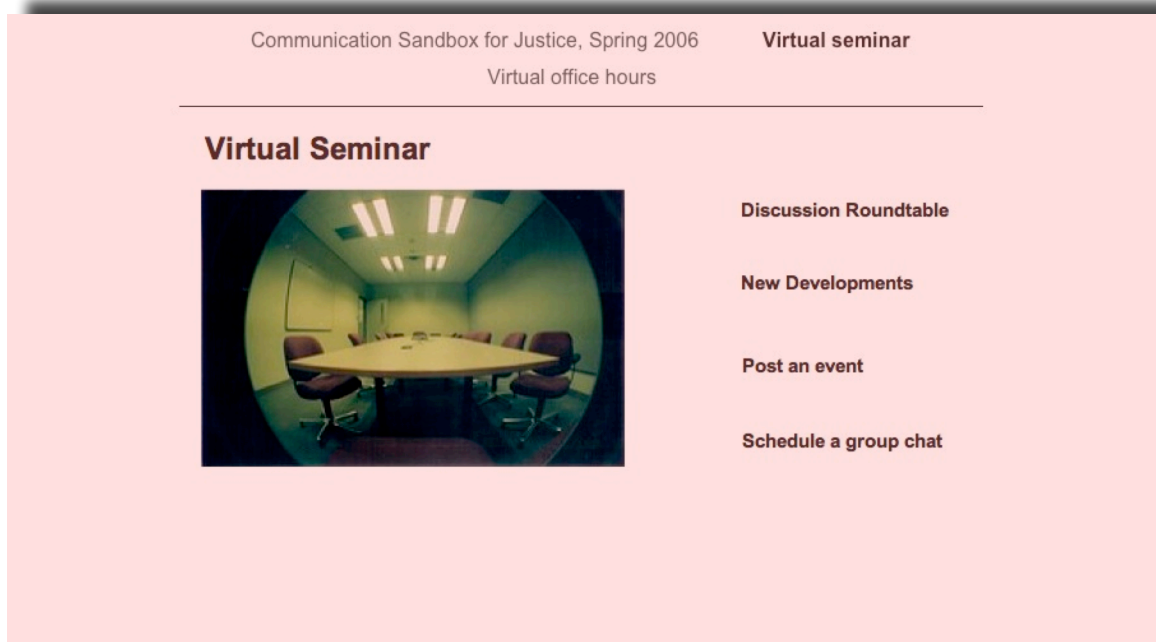 Communication Sandbox for Justice, Spring 2006 Virtual seminar
Virtual office hours
Virtual Seminar
Discussion Roundtable
New Developments
Post an event
Schedule a group chat